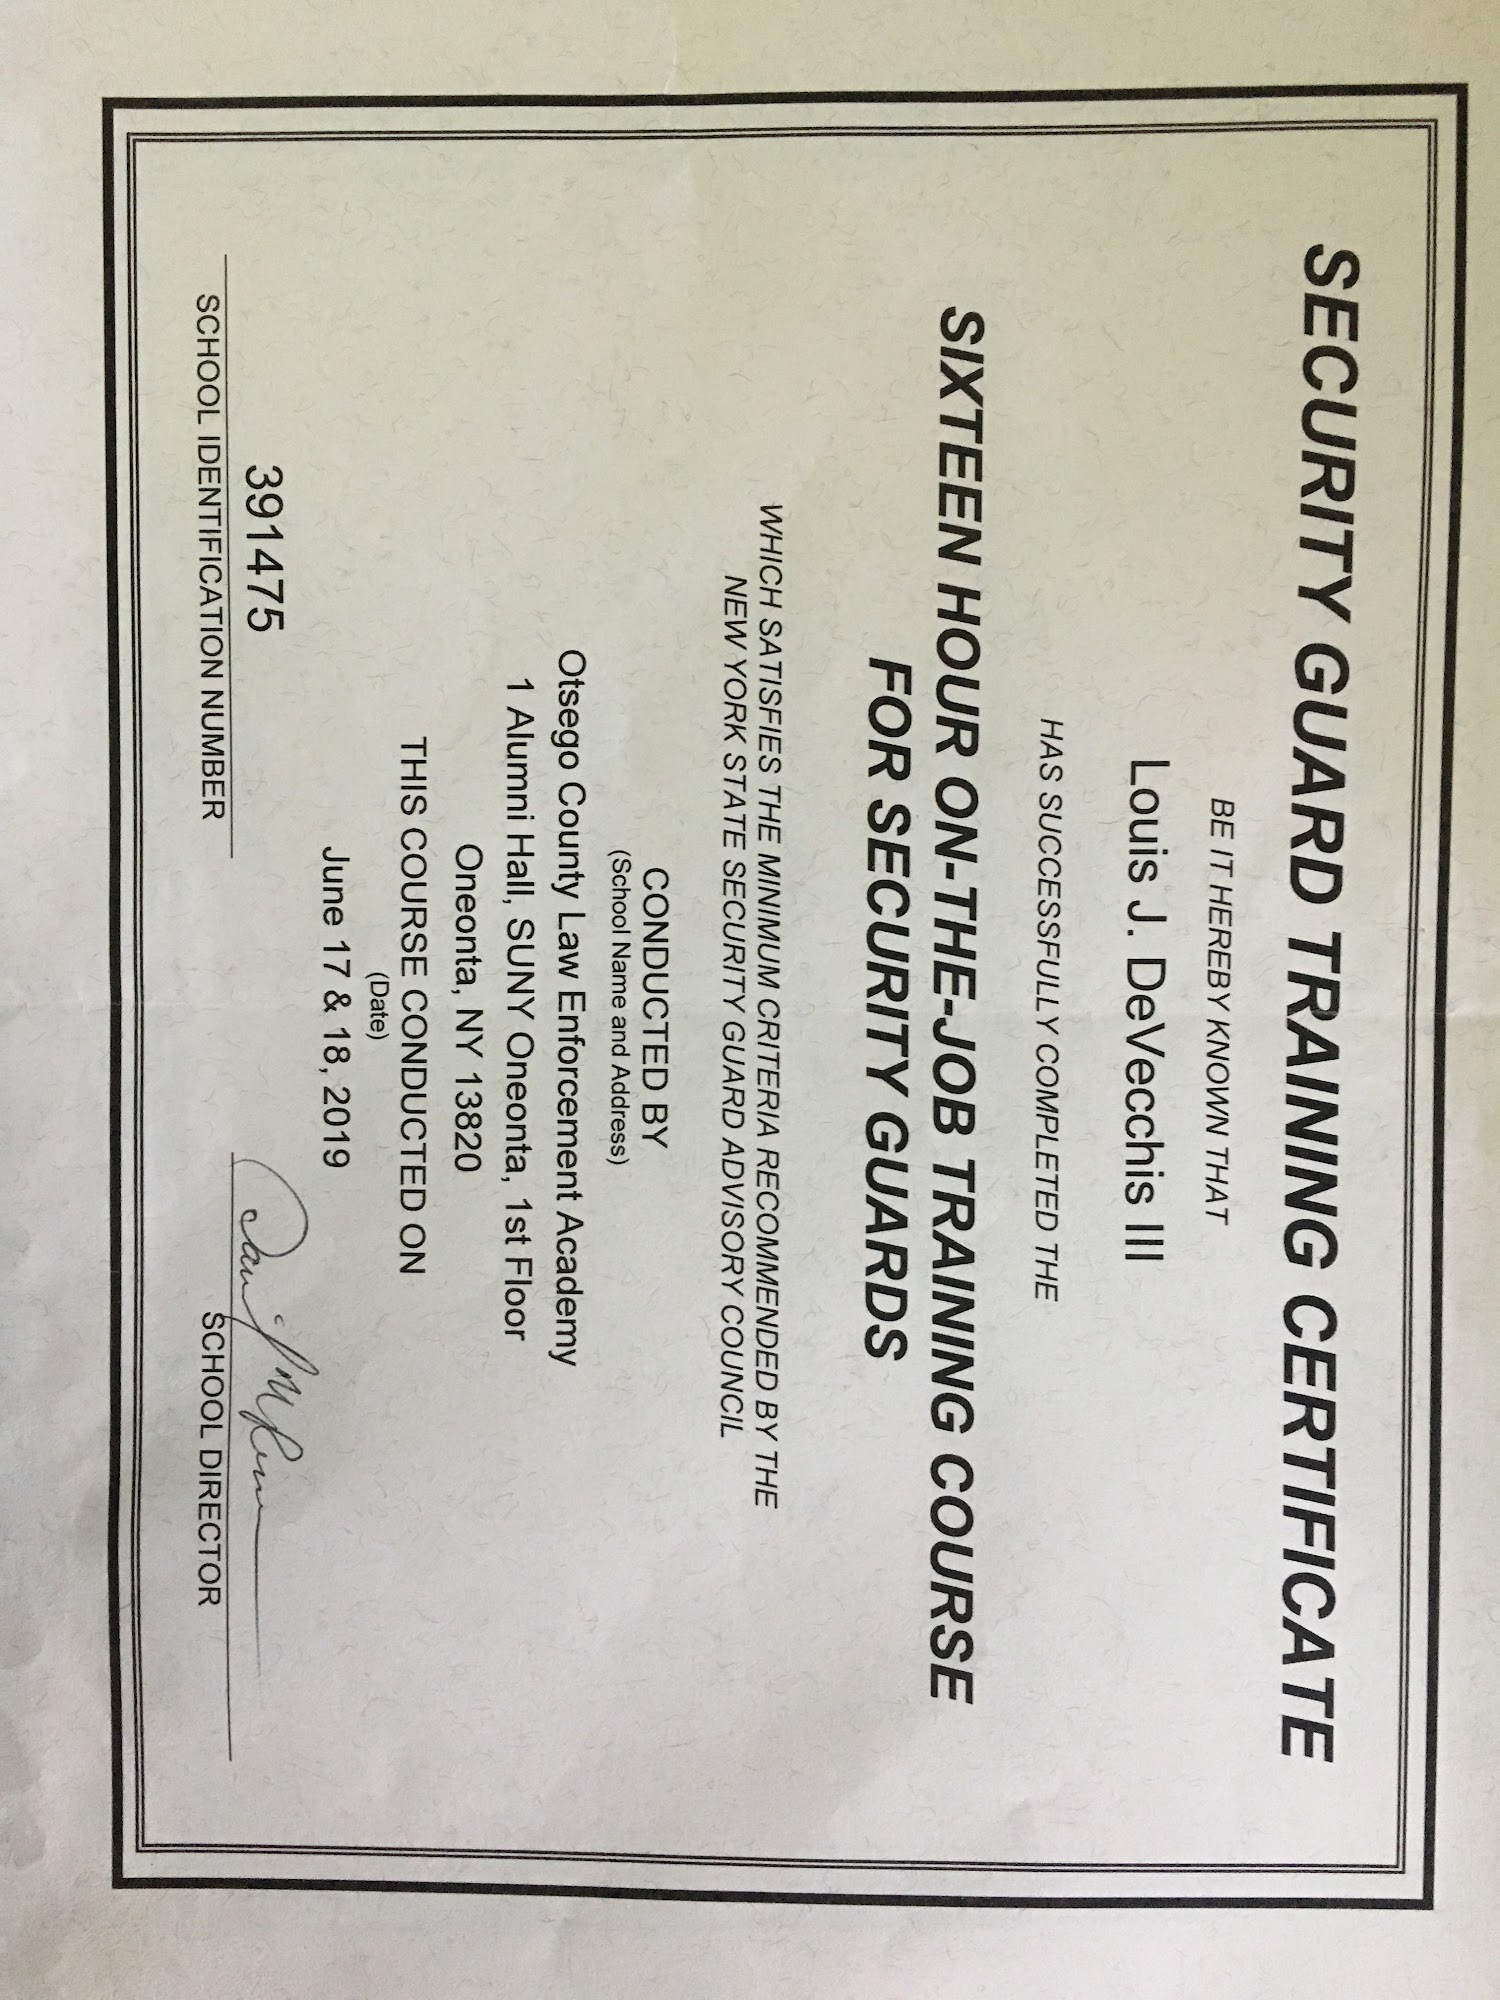 SECURITY GUARD TRAINING CERTIFICATE
BE IT HEREBY KNOWN THAT
Louis J. DeVecchis III
HAS SUCCESSFULLY COMPLETED THE
SIXTEEN HOUR ON-THE-JOB TRAINING COURSE
FOR SECURITY GUARDS
WHICH SATISFIES THE MINIMUM CRITERIA RECOMMENDED BY THE
NEW YORK STATE SECURITY GUARD ADVISORY COUNCIL
CONDUCTED BY
(School Name and Address)
Otsego County Law Enforcement Academy
1 Alumni Hall, SUNY Oneonta, 1st Floor
Oneonta, NY 13820
THIS COURSE CONDUCTED ON
(Date)
June 17 & 18, 2019
391475
SCHOOL IDENTIFICATION NUMBER
SCHOOL DIRECTOR